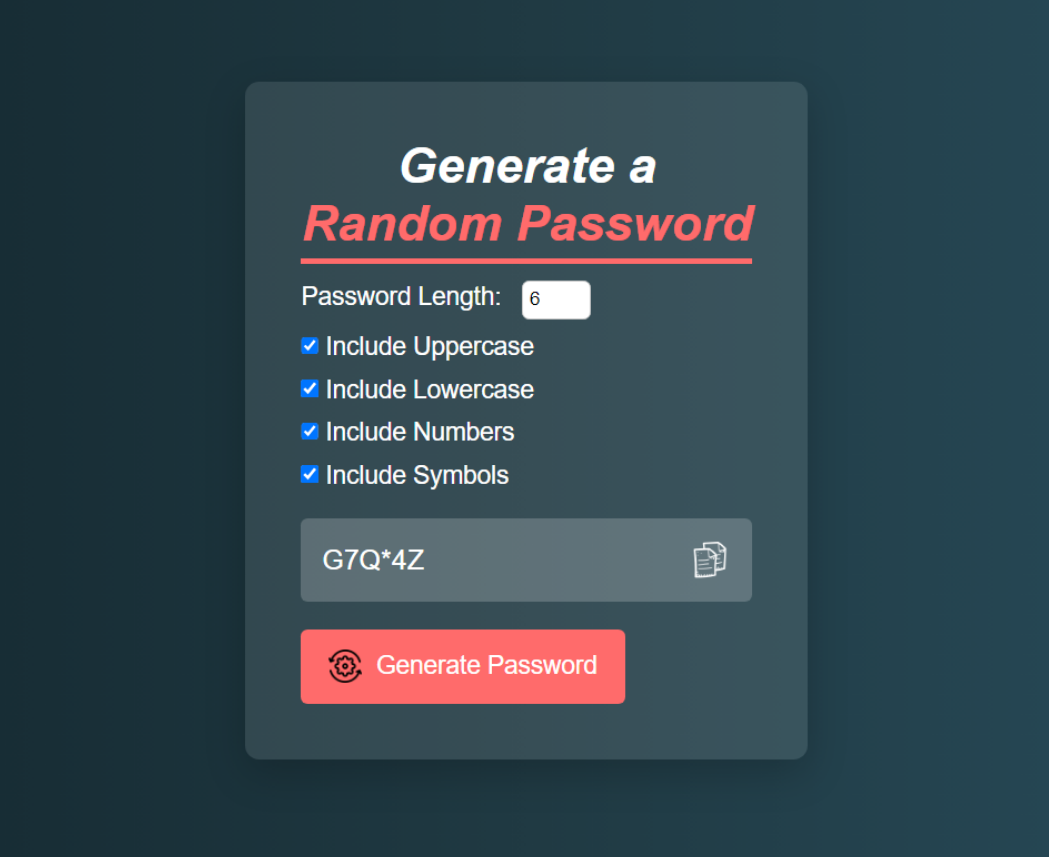 Generate a
Random Password
Password Length: 6
Include Uppercase
Include Lowercase
Include Numbers
Include Symbols
G7Q*4Z
Generate Password